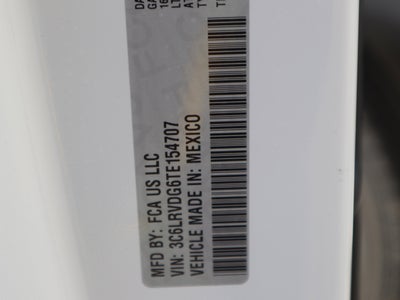 MFD BY: FCA US LLC
VIN: 3C6LRVDG6TE154707
VEHICLE MADE IN: MEXICO